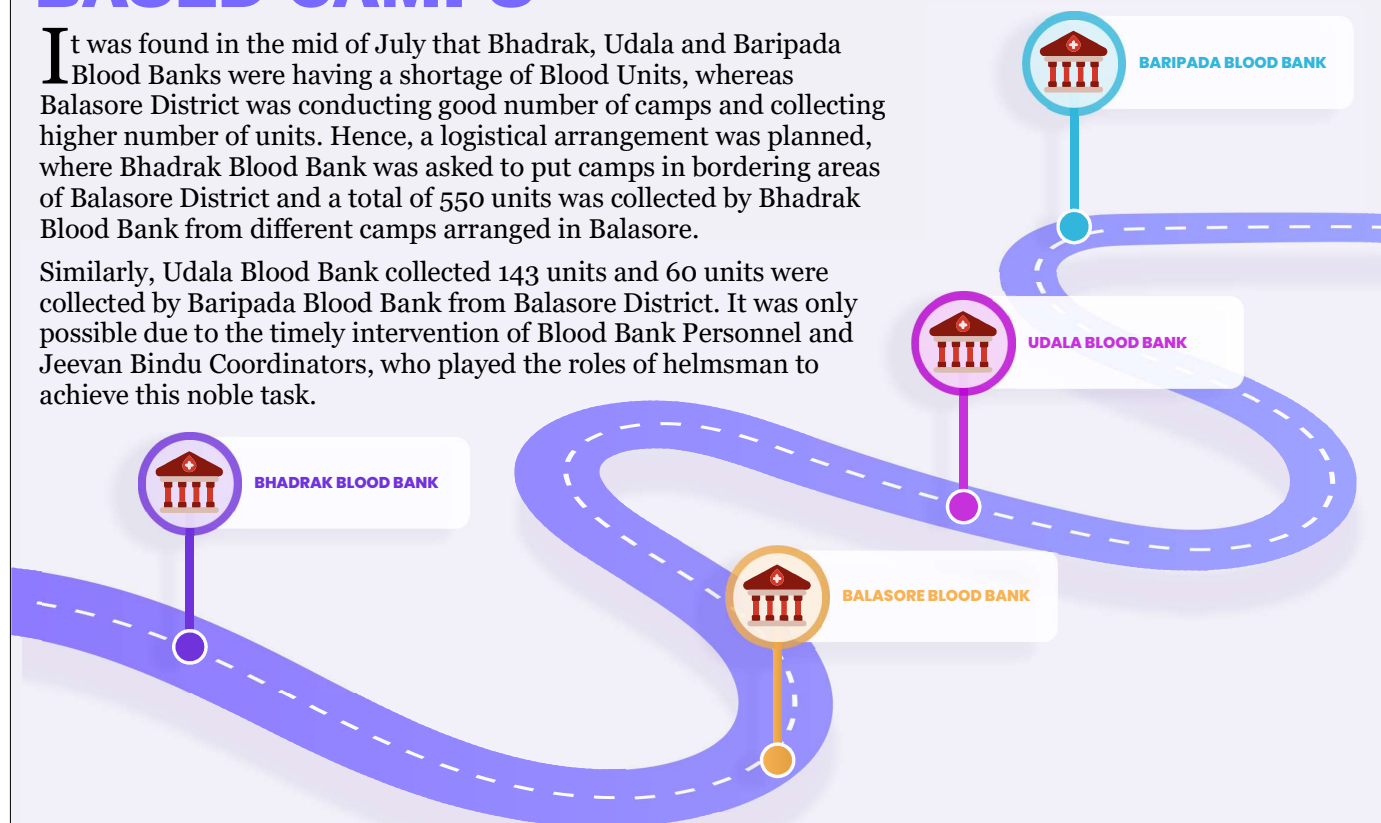 BASED CAMPS
It was found in the mid of July that Bhadrak, Udala and Baripada
Blood Banks were having a shortage of Blood Units, whereas
Balasore District was conducting good number of camps and collecting
higher number of units. Hence, a logistical arrangement was planned,
where Bhadrak Blood Bank was asked to put camps in bordering areas
of Balasore District and a total of 550 units was collected by Bhadrak
Blood Bank from different camps arranged in Balasore.
Similarly, Udala Blood Bank collected 143 units and 60 units were
collected by Baripada Blood Bank from Balasore District. It was only
possible due to the timely intervention of Blood Bank Personnel and
Jeevan Bindu Coordinators, who played the roles of helmsman to
achieve this noble task.
BARIPADA BLOOD BANK
UDALA BLOOD BANK
BHADRAK BLOOD BANK
BALASORE BLOOD BANK